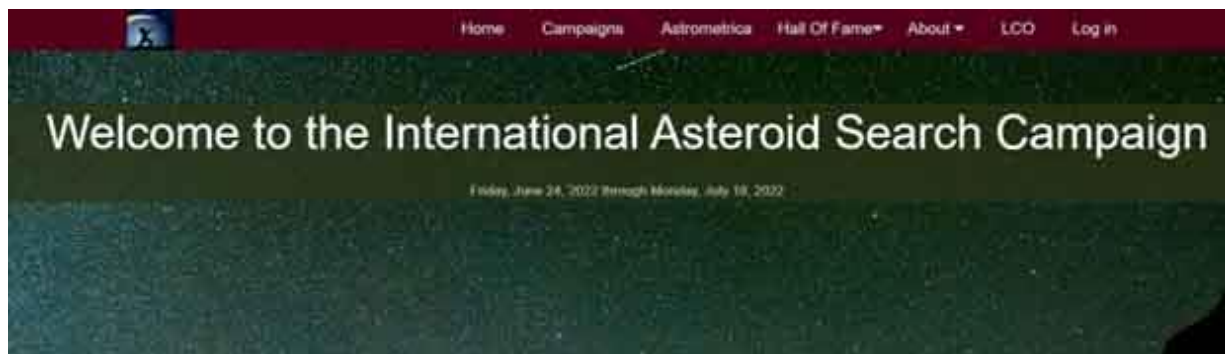 Home Campaigns Astrometrica Hall Of Fame About LCO Log in
Welcome to the International Asteroid Search Campaign
Friday, June 24, 2022 through Monday, July 18, 2022